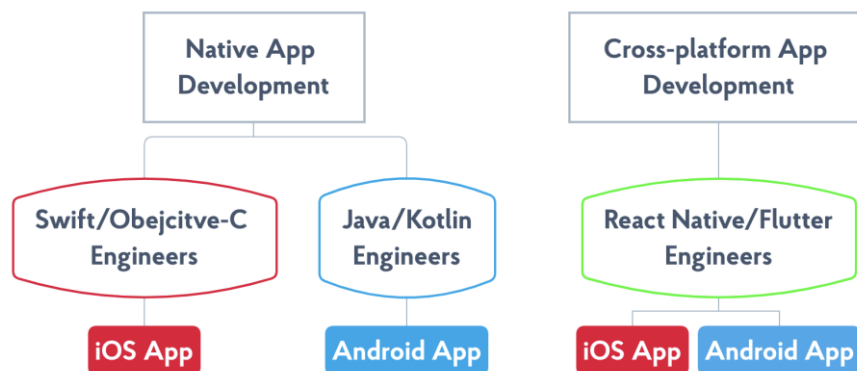 Native App
Development
Cross-platform App
Development
Swift/Obejcitve-C
Engineers
Java/Kotlin
Engineers
React Native/Flutter
Engineers
iOS App
Android App
iOS App
Android App